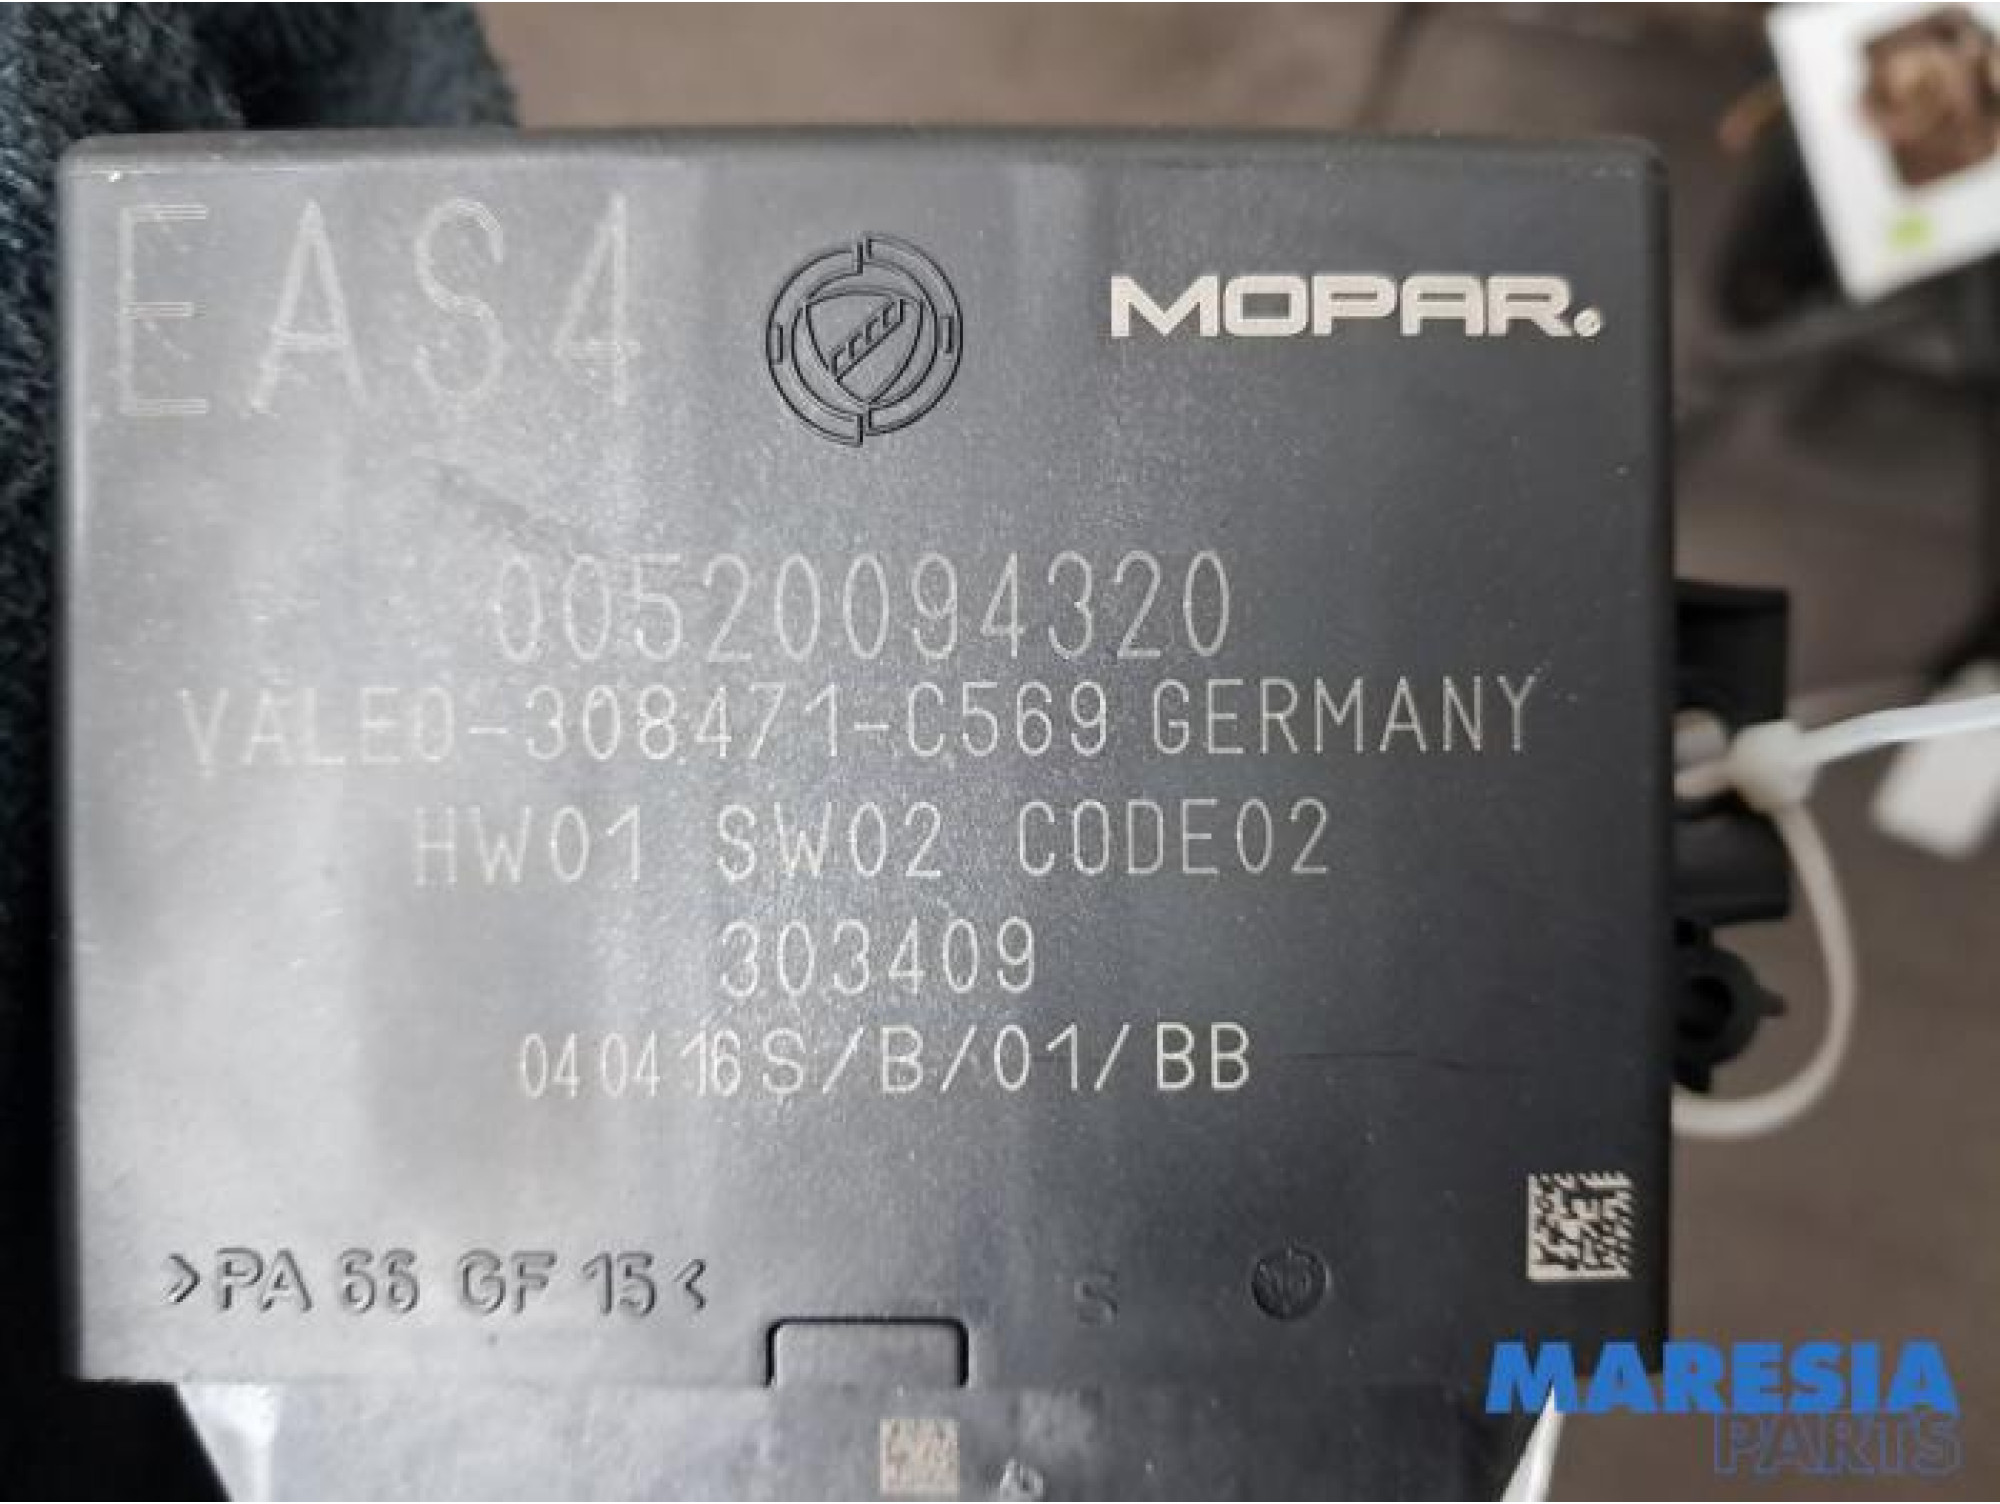 EAS4
MOPAR.
00520094320
VALEO-308471-C569 GERMANY
HW01 SW02 CODE02
303409
040416S/B/01/BB
>PA 66 GF 15<
S
MARESIA
PARTS